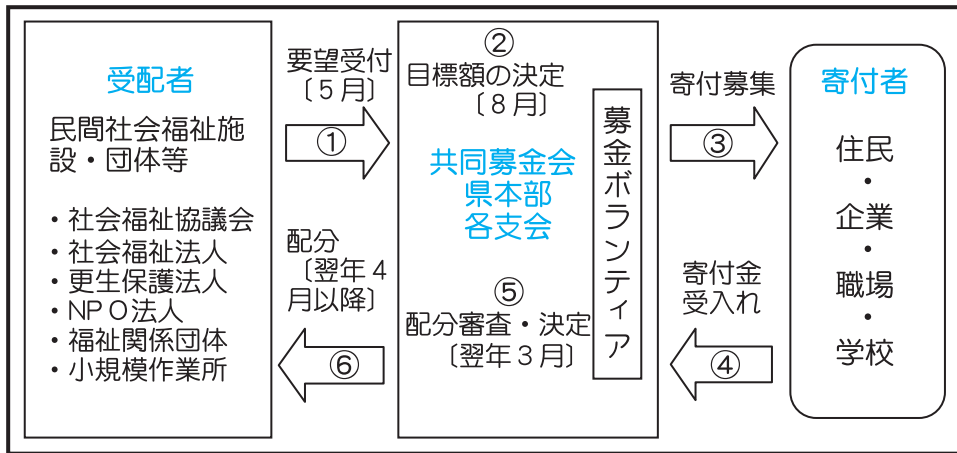 受配者
民間社会福祉施
設・団体等
・社会福祉協議会
・社会福祉法人
・更生保護法人
・NPO法人
・福祉関係団体
・小規模作業所
要望受付
〔5月〕
①
配分
〔翌年4
月以降〕
⑥
②
目標額の決定
〔8月〕
共同募金会
県本部
各支会
⑤
配分審査・決定
〔翌年3月〕
募金ボランティア
寄付募集
③
寄付金
受入れ
④
寄付者
住民
・
企業
・
職場
・
学校